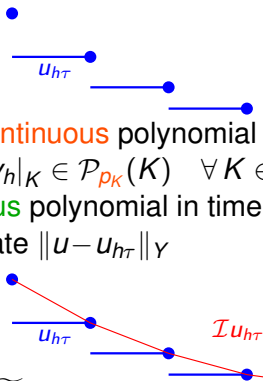 u_{hτ}
continuous polynomial
v_h|_K ∈ 𝒫_{p_K}(K) ∀ K ∈
us polynomial in time
ate ‖u−u_{hτ}‖_Y
ℐu_{hτ}
u_{hτ}